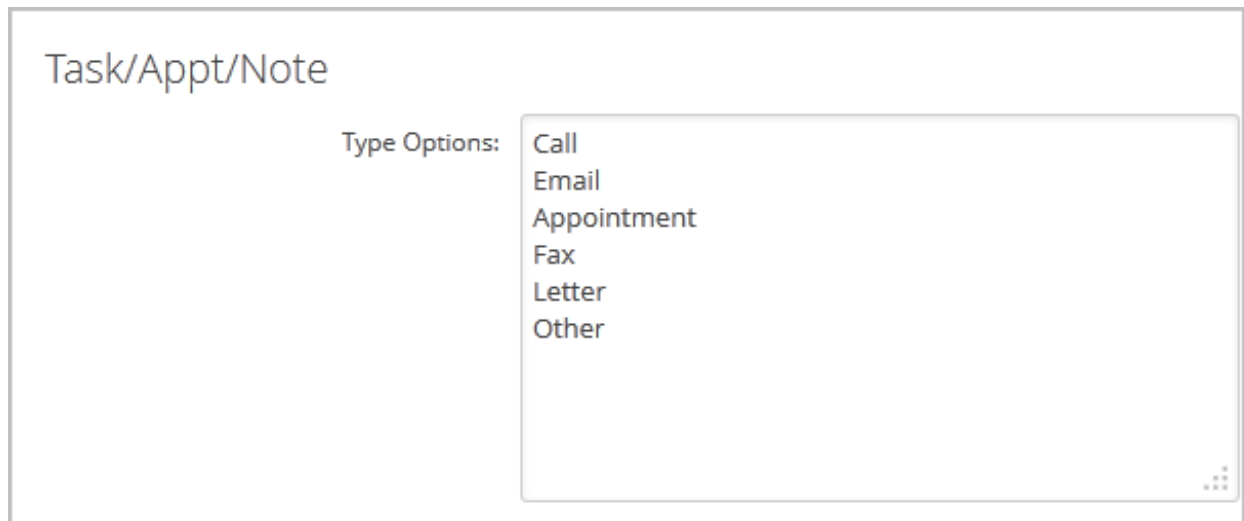 Task/Appt/Note
Type Options:
Call
Email
Appointment
Fax
Letter
Other